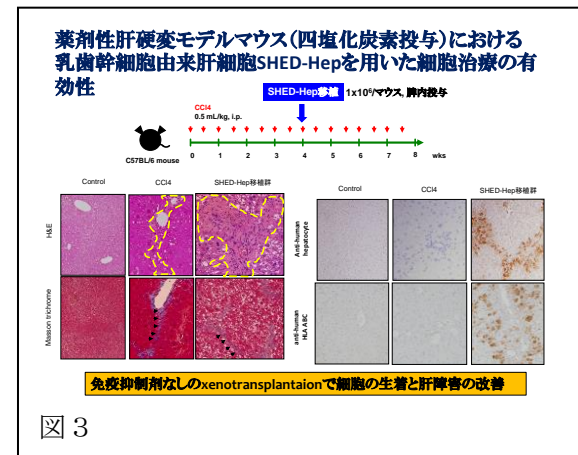 薬剤性肝硬変モデルマウス（四塩化炭素投与）における
乳歯幹細胞由来肝細胞SHED-Hepを用いた細胞治療の有
効性
SHED-Hep移植 1x10⁶/マウス, 脾内投与
CCl4
0.5 mL/kg, i.p.
C57BL/6 mouse
0 1 2 3 4 5 6 7 8 wks
Control CCl4 SHED-Hep移植群
H&E
Masson trichrome
Control CCl4 SHED-Hep移植群
Anti-human
hepatocyte
anti-human
HLA ABC
免疫抑制剤なしのxenotransplantaionで細胞の生着と肝障害の改善
図３